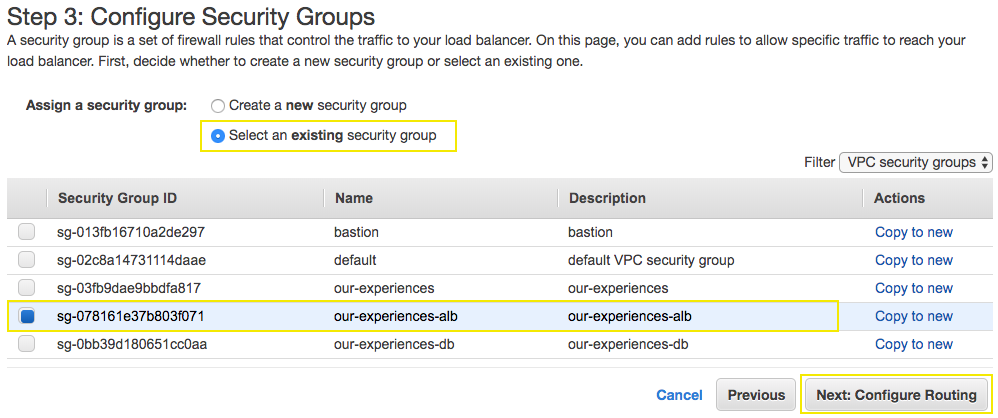 Step 3: Configure Security Groups
A security group is a set of firewall rules that control the traffic to your load balancer. On this page, you can add rules to allow specific traffic to reach your
load balancer. First, decide whether to create a new security group or select an existing one.
Assign a security group: Create a new security group
Select an existing security group
Filter VPC security groups
Security Group ID Name Description Actions
sg-013fb16710a2de297 bastion bastion Copy to new
sg-02c8a14731114daae default default VPC security group Copy to new
sg-03fb9dae9bbdfa817 our-experiences our-experiences Copy to new
sg-078161e37b803f071 our-experiences-alb our-experiences-alb Copy to new
sg-0bb39d180651cc0aa our-experiences-db our-experiences-db Copy to new
Cancel Previous Next: Configure Routing